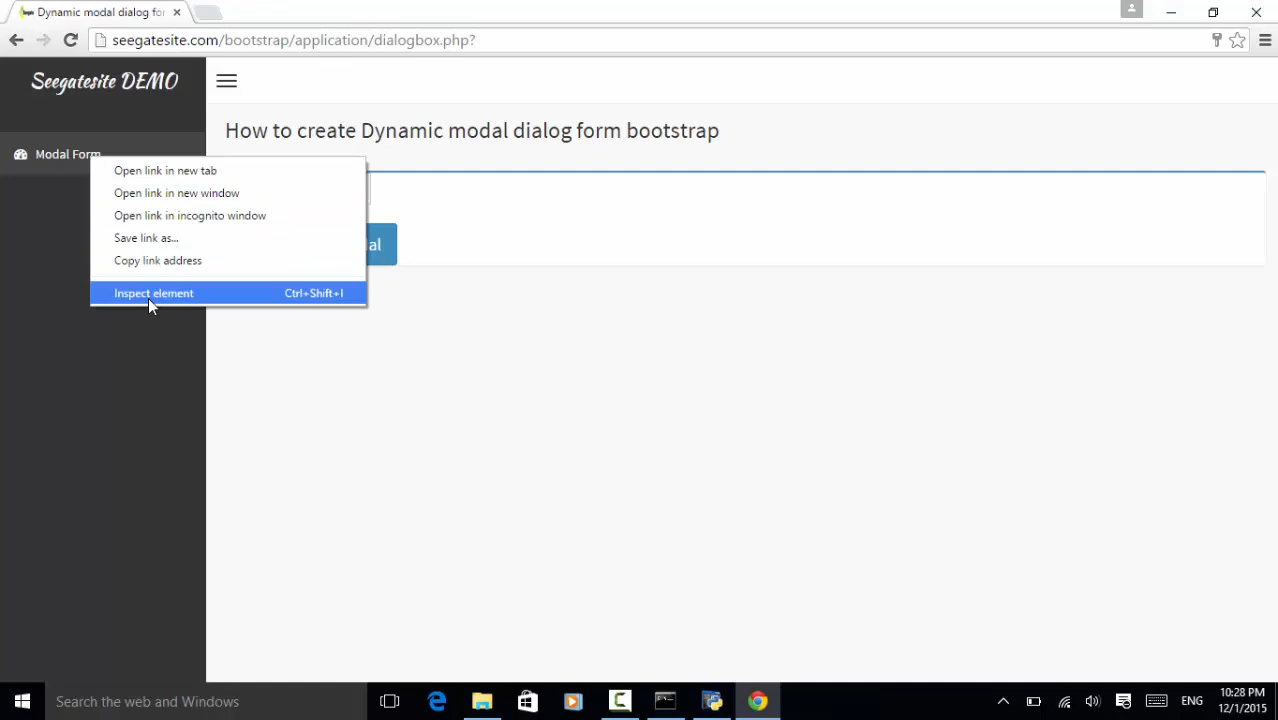 Dynamic modal dialog for
seegatesite.com/bootstrap/application/dialogbox.php?
Seegatesite DEMO
How to create Dynamic modal dialog form bootstrap
Modal Form
Open link in new tab
Open link in new window
Open link in incognito window
Save link as...
Copy link address
Inspect element Ctrl+Shift+I
al
Search the web and Windows
ENG
10:28 PM
12/1/2015